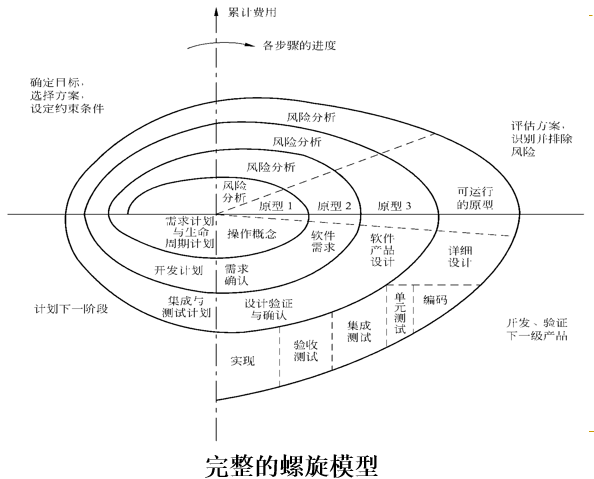 累计费用
各步骤的进度
确定目标，
选择方案，
设定约束条件
风险分析
评估方案，
识别并排除
风险
风险分析
风险分析
风险
分析
原型 1
原型 2
原型 3
可运行
的原型
需求计划
与生命
周期计划
操作概念
软件
需求
软件
产品
设计
详细
设计
开发计划
需求
确认
计划下一阶段
集成与
测试计划
设计验证
与确认
单
元
测
试
编码
开发、验证
下一级产品
实现
验收
测试
集成
测试
完整的螺旋模型